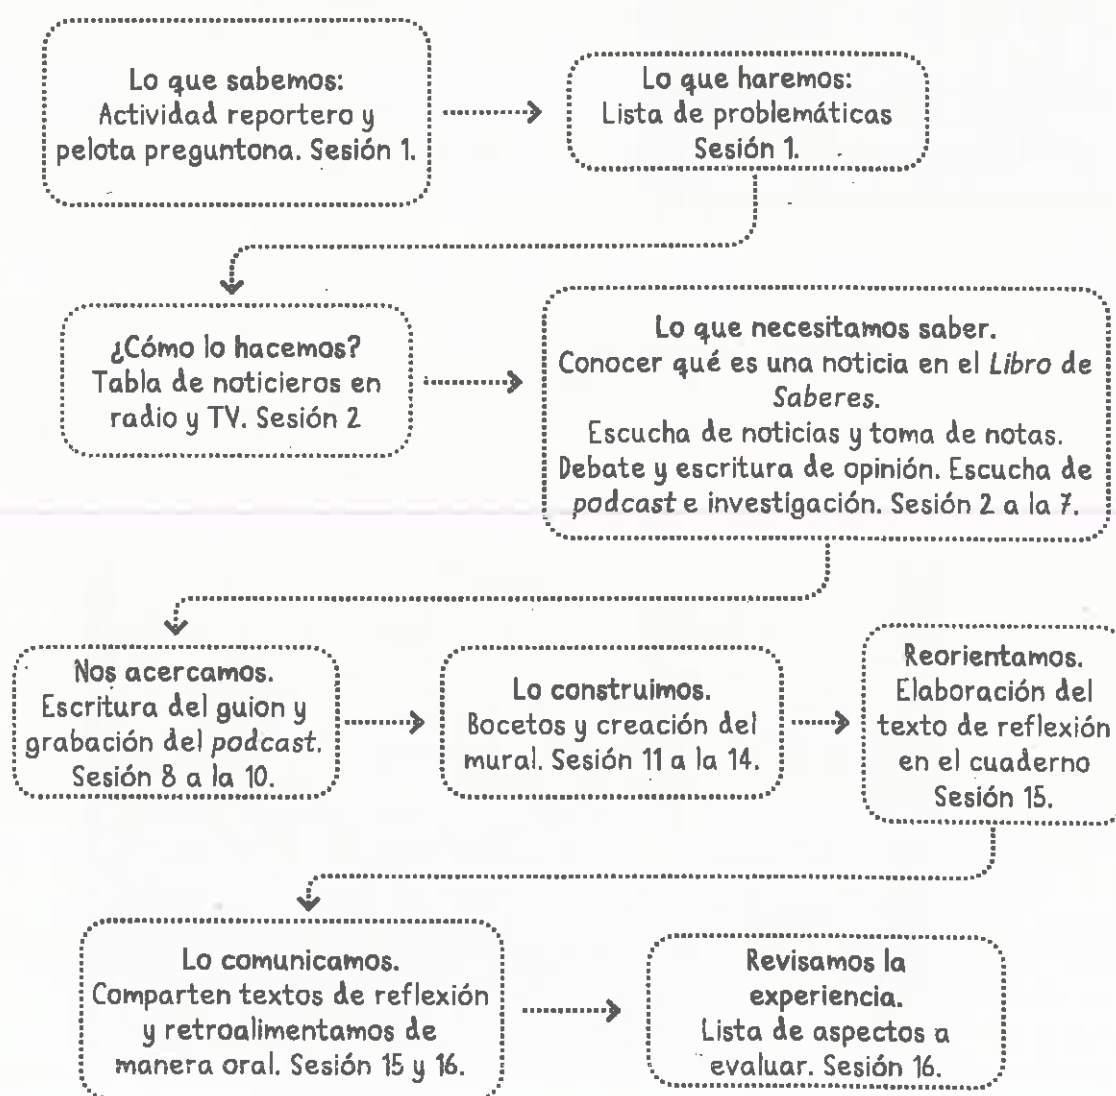 Lo que sabemos:
Actividad reportero y
pelota preguntona. Sesión 1.
Lo que haremos:
Lista de problemáticas
Sesión 1.
¿Cómo lo hacemos?
Tabla de noticieros en
radio y TV. Sesión 2
Lo que necesitamos saber.
Conocer qué es una noticia en el Libro de
Saberes.
Escucha de noticias y toma de notas.
Debate y escritura de opinión. Escucha de
podcast e investigación. Sesión 2 a la 7.
Nos acercamos.
Escritura del guion y
grabación del podcast.
Sesión 8 a la 10.
Lo construimos.
Bocetos y creación del
mural. Sesión 11 a la 14.
Reorientamos.
Elaboración del
texto de reflexión
en el cuaderno
Sesión 15.
Lo comunicamos.
Comparten textos de reflexión
y retroalimentamos de
manera oral. Sesión 15 y 16.
Revisamos la
experiencia.
Lista de aspectos a
evaluar. Sesión 16.